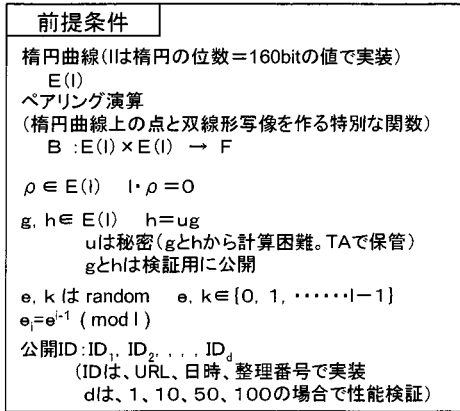 前提条件
楕円曲線(lは楕円の位数=160bitの値で実装)
E(l)
ペアリング演算
(楕円曲線上の点と双線形写像を作る特別な関数)
B :E(l)×E(l) → F
ρ∈E(l) l·ρ=0
g, h∈ E(l) h=ug
uは秘密(gとhから計算困難。TAで保管)
gとhは検証用に公開
e, k は random e, k∈{0, 1, ‥‥‥l−1}
eᵢ=eⁱ⁻¹ (mod l)
公開ID:ID₁, ID₂, . . , ID_d
(IDは、URL、日時、整理番号で実装
dは、1、10、50、100の場合で性能検証)